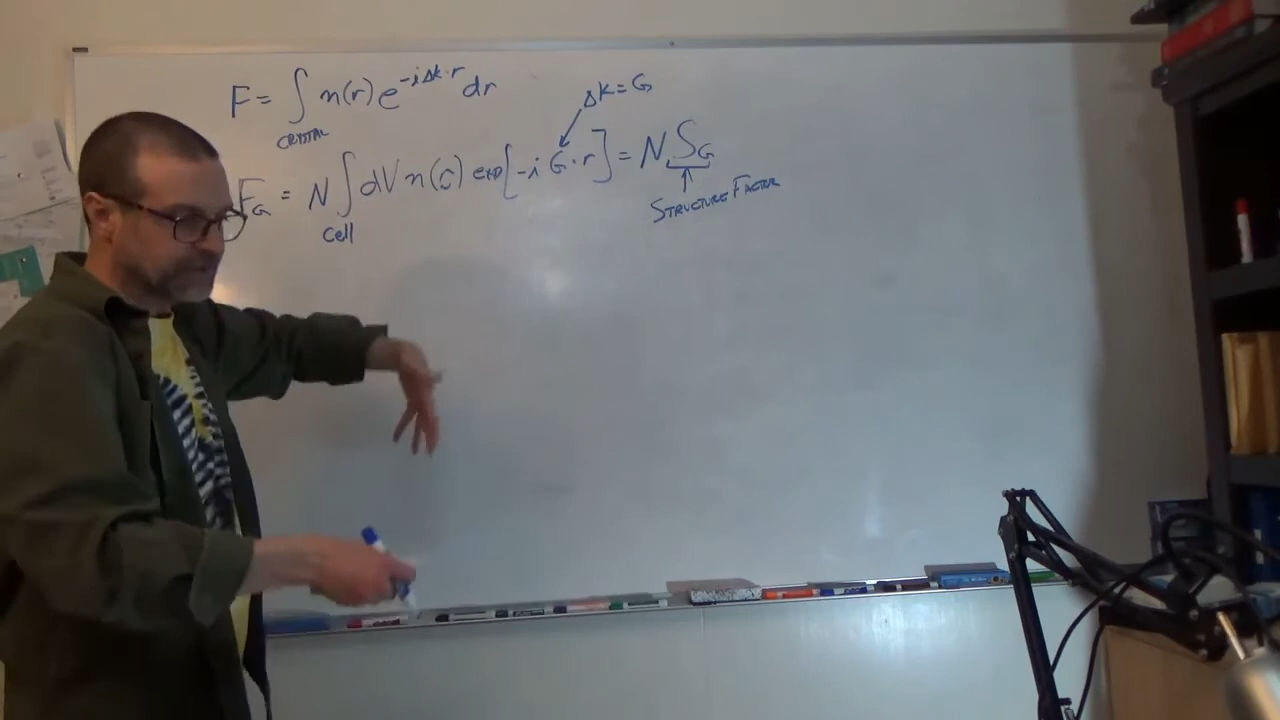 F = ∫ n(r) e^{-iΔk·r} dr
CRYSTAL
ΔK = G
F_G = N ∫ dV n(r) exp[-i G·r] = N S_G
Cell
STRUCTURE FACTOR